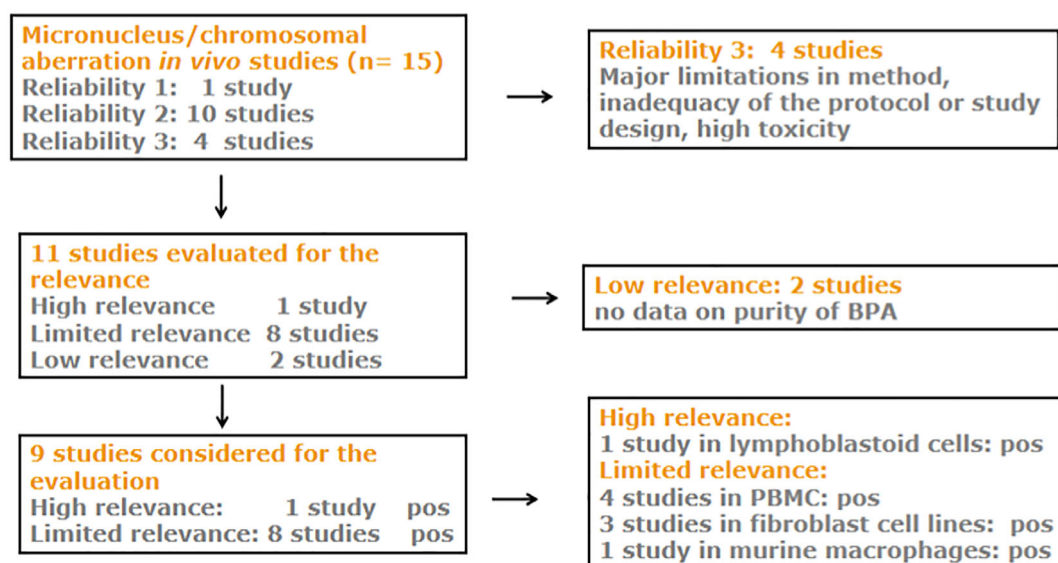 Micronucleus/chromosomal
aberration in vivo studies (n= 15)
Reliability 1: 1 study
Reliability 2: 10 studies
Reliability 3: 4 studies
Reliability 3: 4 studies
Major limitations in method,
inadequacy of the protocol or study
design, high toxicity
11 studies evaluated for the
relevance
High relevance 1 study
Limited relevance 8 studies
Low relevance 2 studies
Low relevance: 2 studies
no data on purity of BPA
9 studies considered for the
evaluation
High relevance: 1 study pos
Limited relevance: 8 studies pos
High relevance:
1 study in lymphoblastoid cells: pos
Limited relevance:
4 studies in PBMC: pos
3 studies in fibroblast cell lines: pos
1 study in murine macrophages: pos